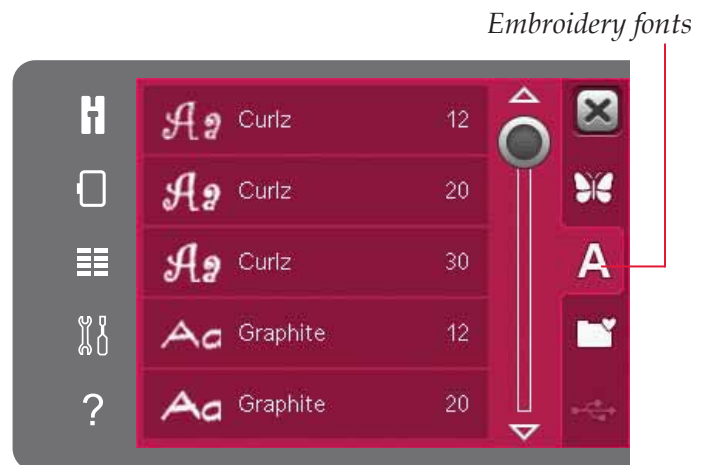 Embroidery fonts
Aa Curlz 12
Aa Curlz 20
Aa Curlz 30
A
Aa Graphite 12
Aa Graphite 20
?